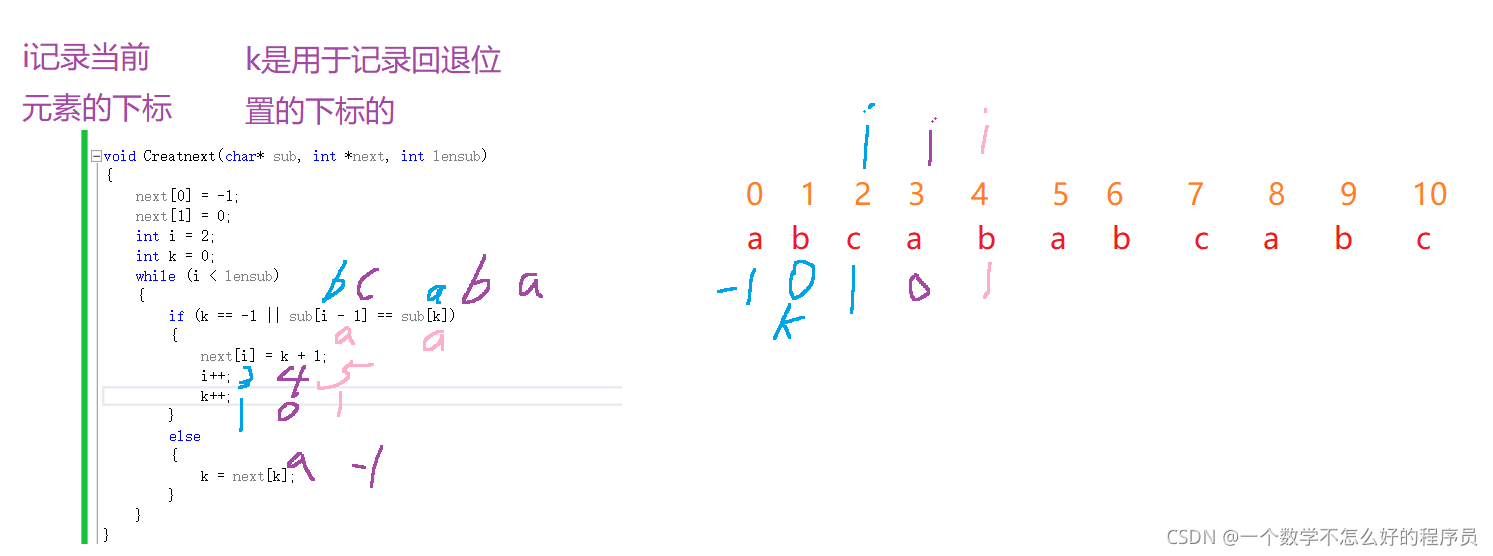 i记录当前
元素的下标
k是用于记录回退位
置的下标的
void Creatnext(char* sub, int *next, int lensub)
{
next[0] = -1;
next[1] = 0;
int i = 2;
int k = 0;
while (i < lensub)
{
b c a b a
if (k == -1 || sub[i - 1] == sub[k])
{
a a
next[i] = k + 1;
i++; 3 4 5
k++; 1 0 1
}
else
{
k = next[k]; a -1
}
}
}
i i i
0 1 2 3 4 5 6 7 8 9 10
a b c a b a b c a b c
-1 0 1 0 1
k
CSDN @一个数学不怎么好的程序员